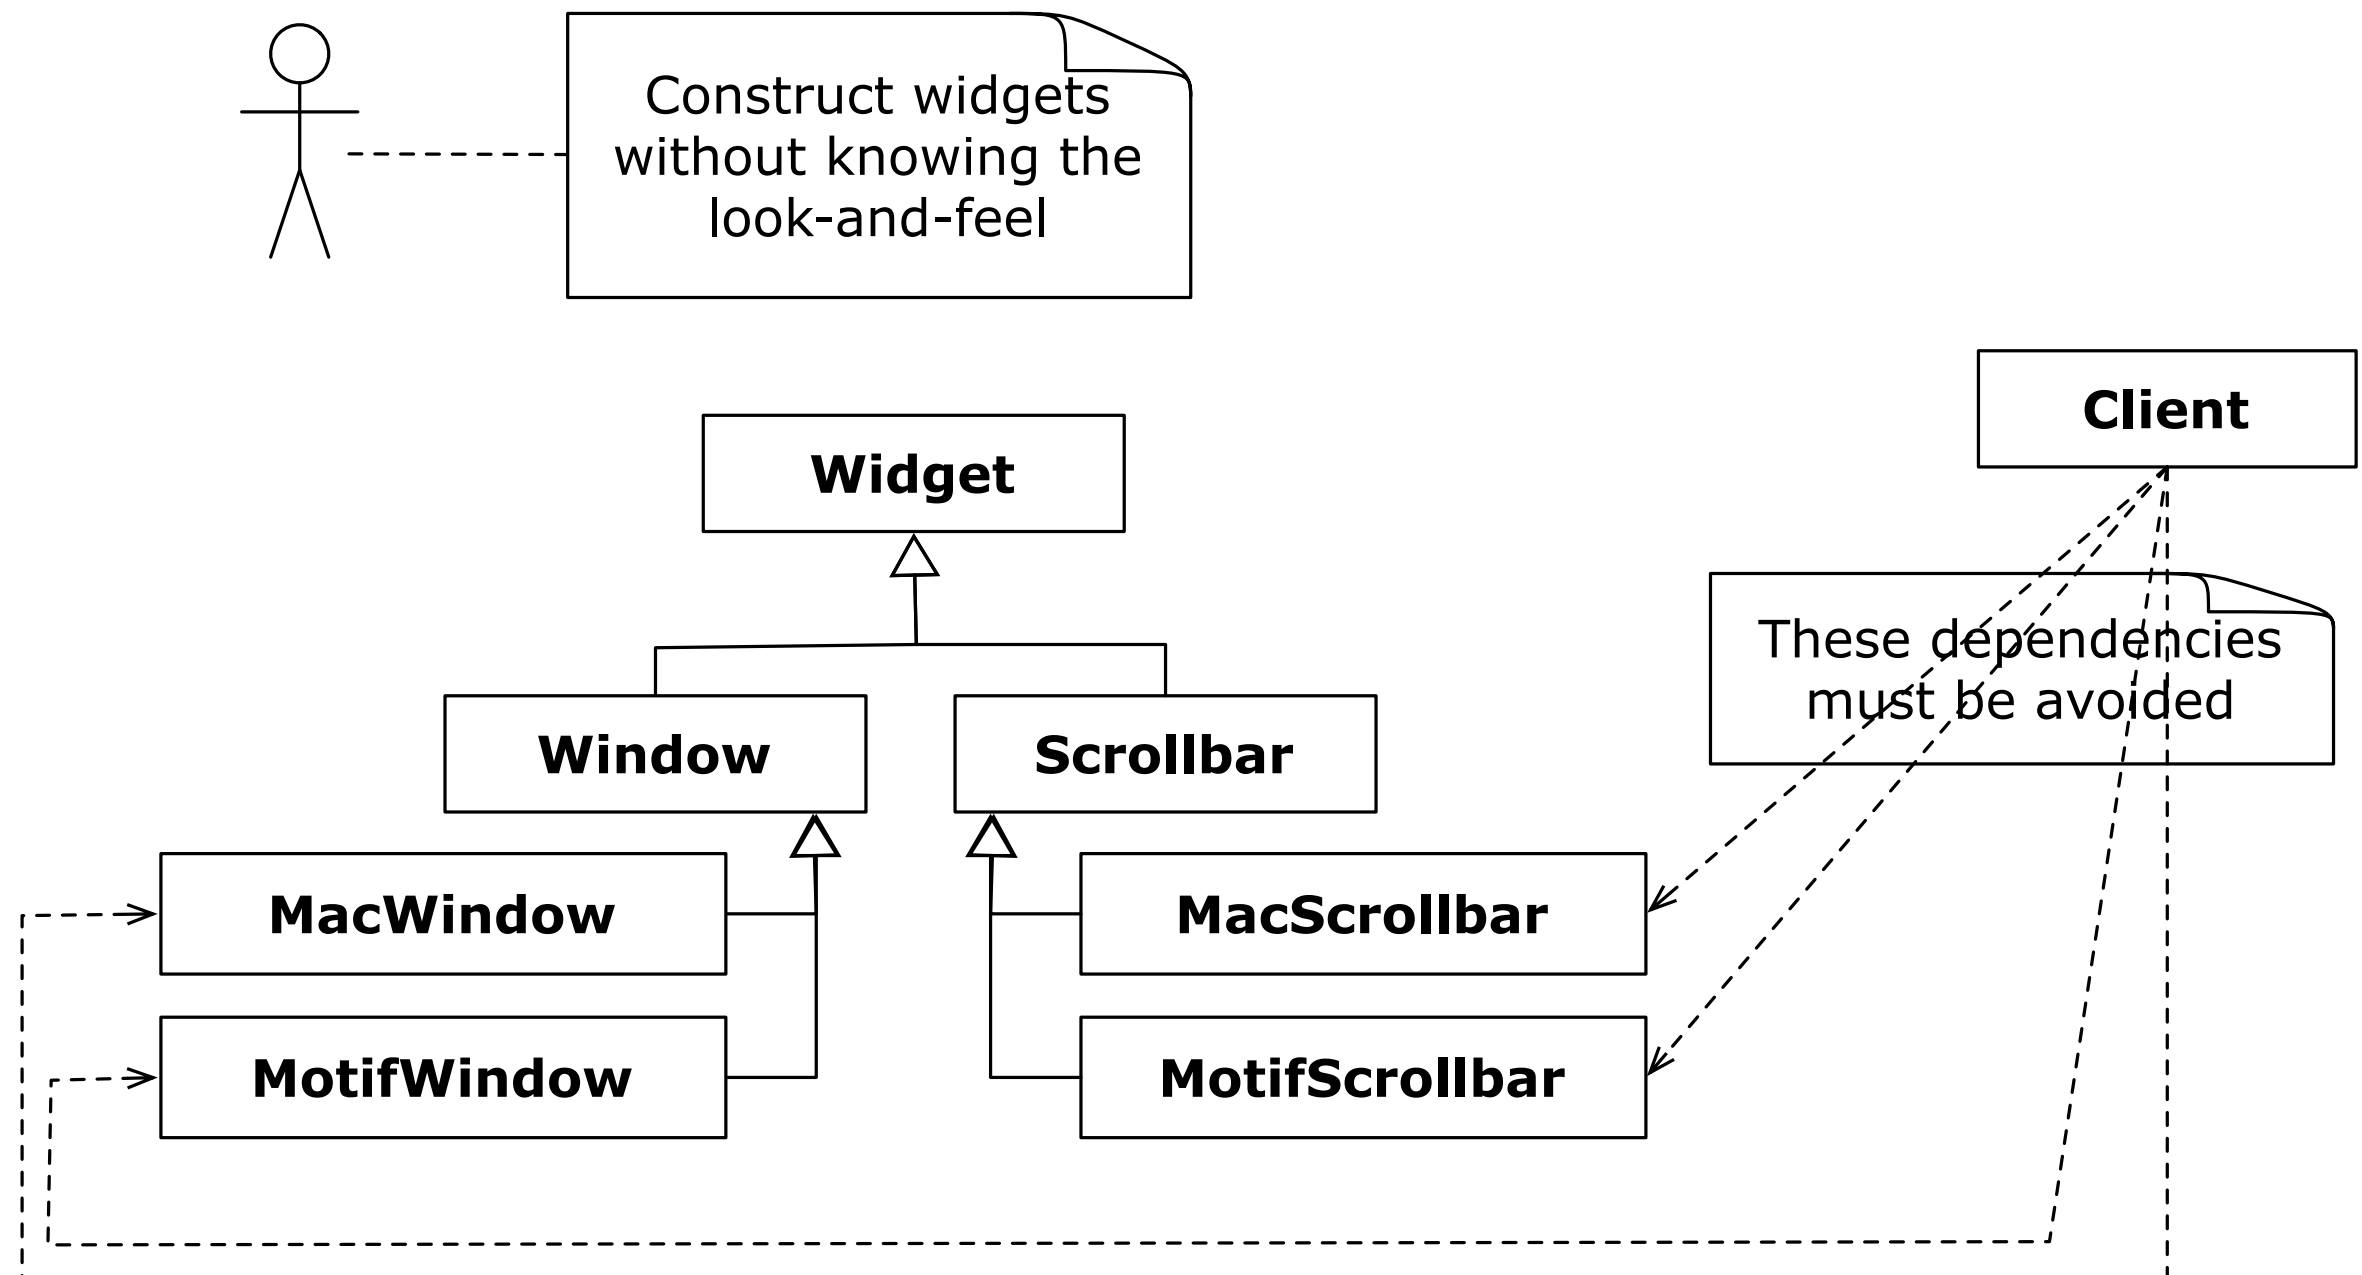 Construct widgets
without knowing the
look-and-feel
Client
Widget
These dependencies
must be avoided
Window
Scrollbar
MacWindow
MacScrollbar
MotifWindow
MotifScrollbar